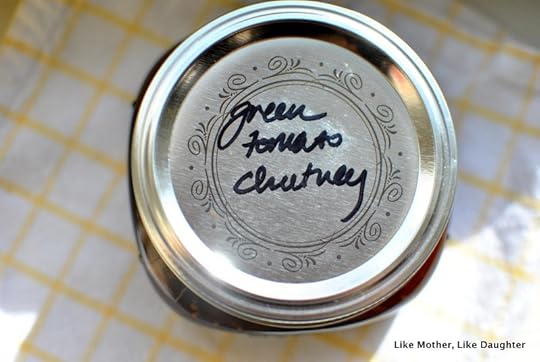 green
tomato
chutney
Like Mother, Like Daughter